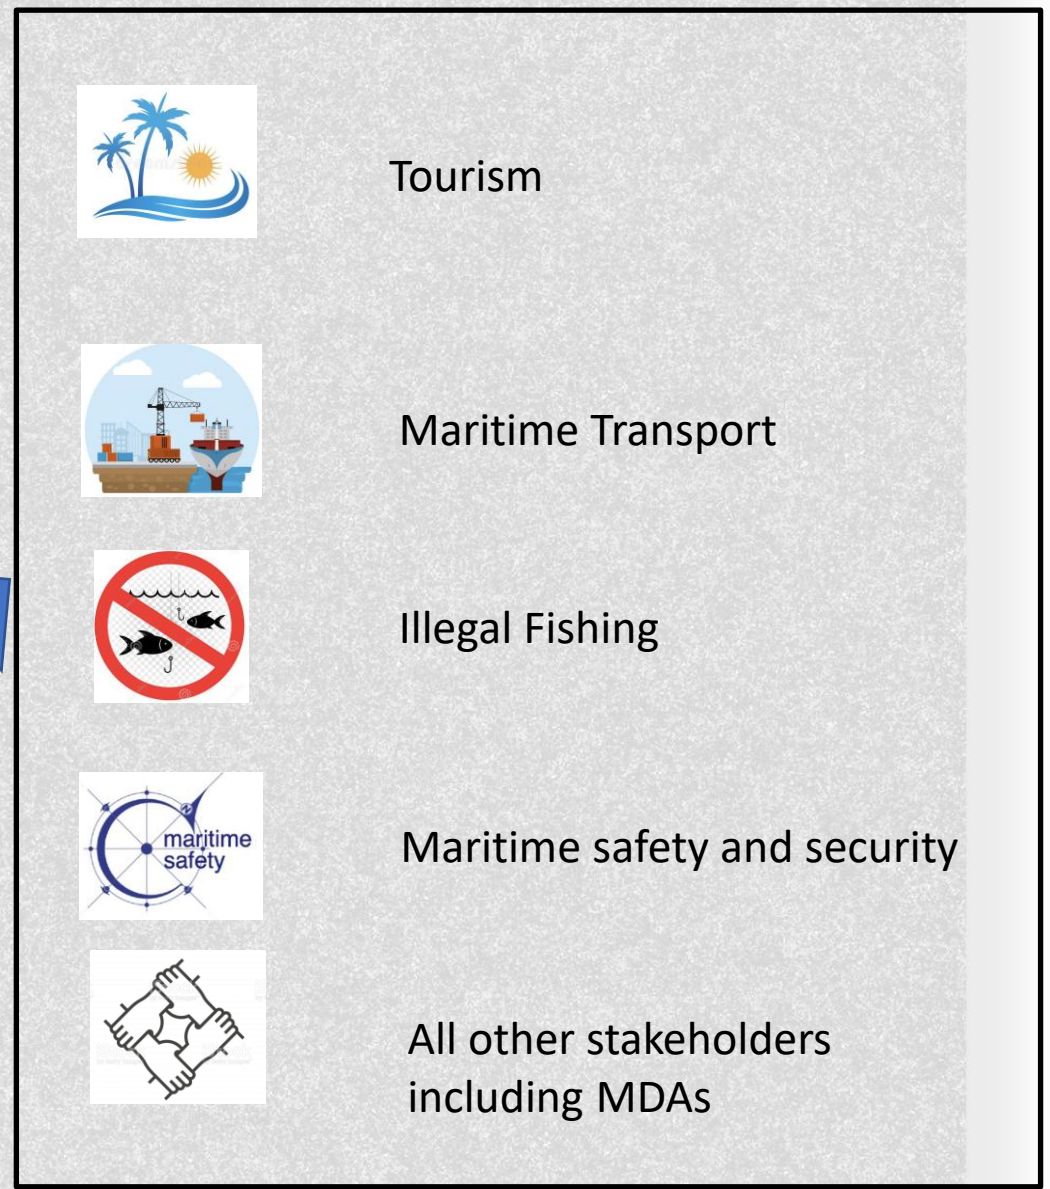 Tourism
Maritime Transport
Illegal Fishing
maritime
safety
Maritime safety and security
All other stakeholders
including MDAs